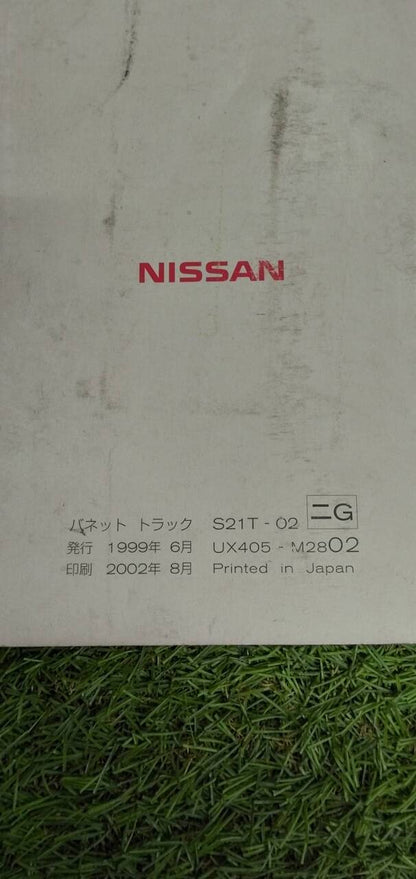 NISSAN
バネット トラック S21T - 02 ニG
発行 1999年 6月 UX405 - M2802
印刷 2002年 8月 Printed in Japan